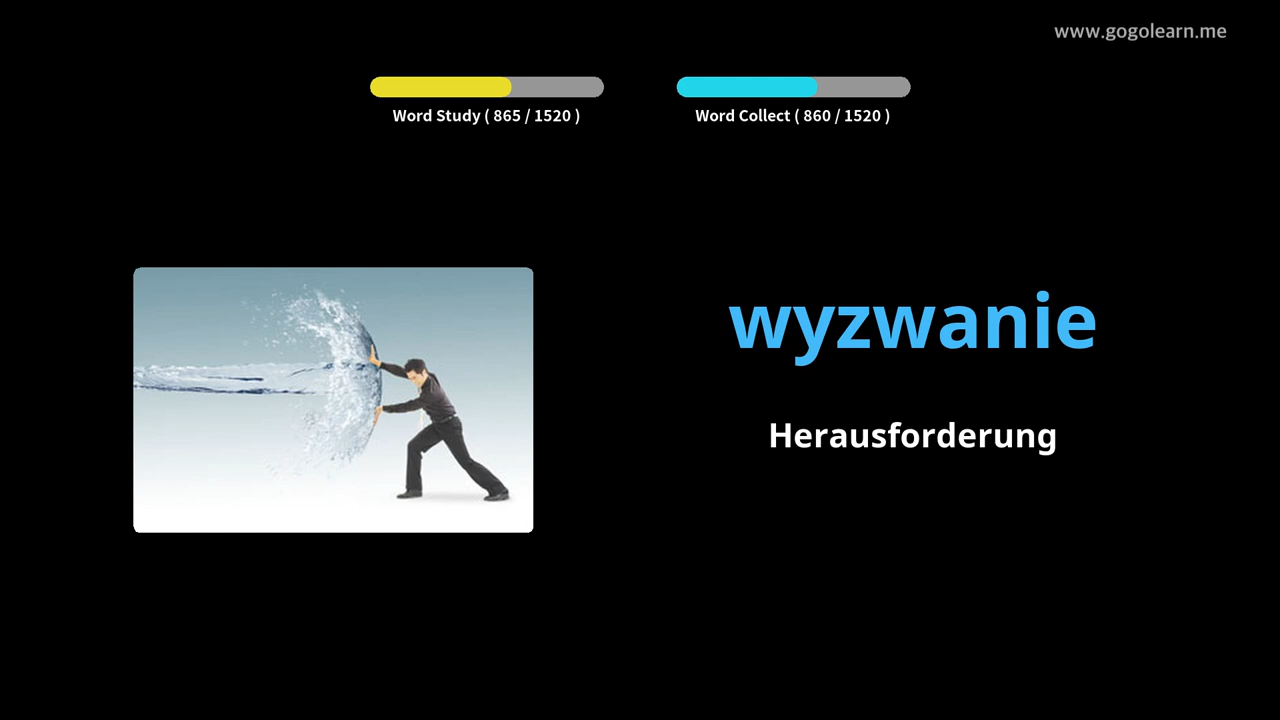 www.gogolearn.me
Word Study ( 865 / 1520 )
Word Collect ( 860 / 1520 )
wyzwanie
Herausforderung